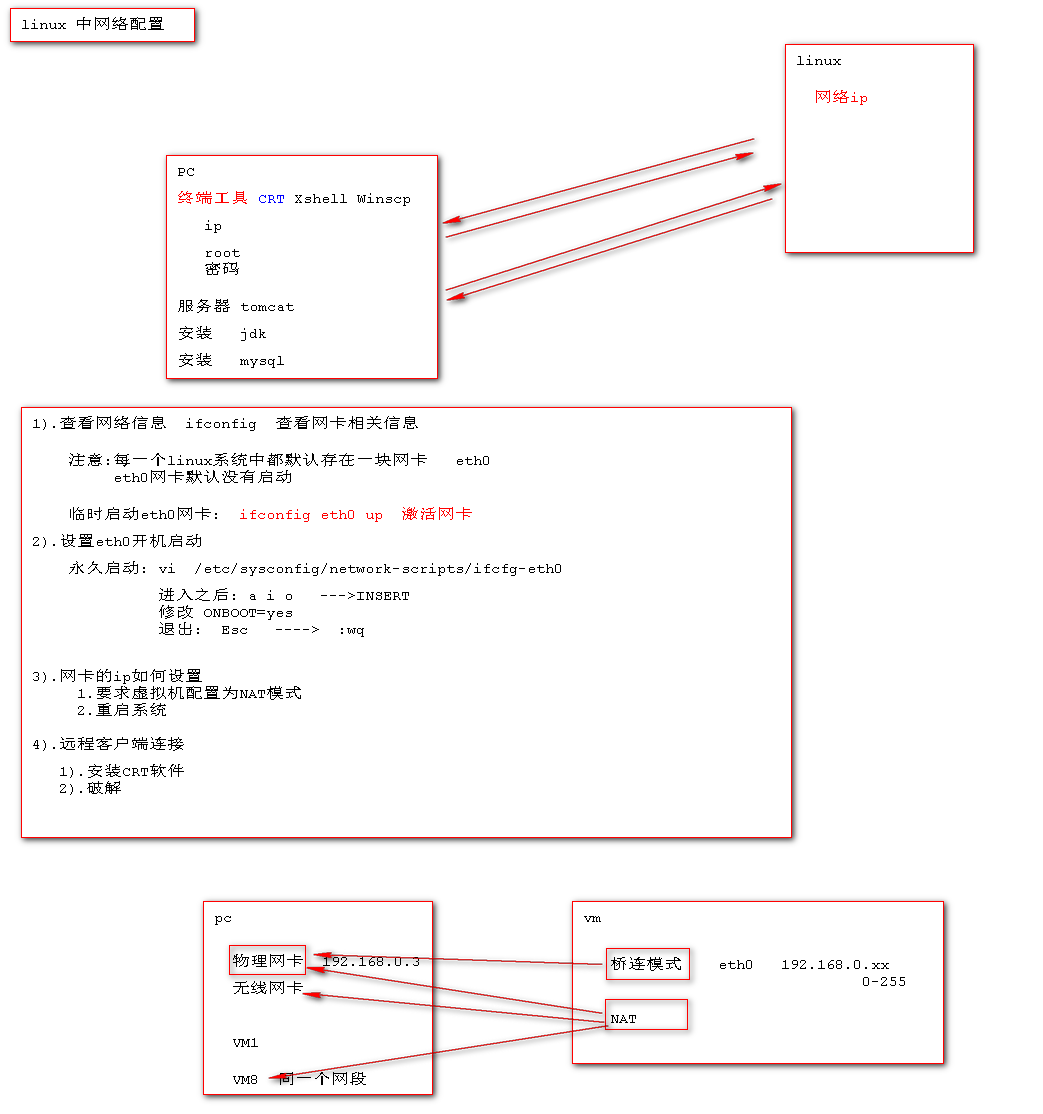 linux 中网络配置
linux
网络ip
PC
终端工具 CRT Xshell Winscp
ip
root
密码
服务器 tomcat
安装 jdk
安装 mysql
1).查看网络信息 ifconfig 查看网卡相关信息
注意:每一个linux系统中都默认存在一块网卡 eth0
eth0网卡默认没有启动
临时启动eth0网卡: ifconfig eth0 up 激活网卡
2).设置eth0开机启动
永久启动: vi /etc/sysconfig/network-scripts/ifcfg-eth0
进入之后: a i o --->INSERT
修改 ONBOOT=yes
退出: Esc ----> :wq
3).网卡的ip如何设置
1.要求虚拟机配置为NAT模式
2.重启系统
4).远程客户端连接
1).安装CRT软件
2).破解
pc
物理网卡 192.168.0.3
无线网卡
VM1
VM8 同一个网段
vm
桥连模式 eth0 192.168.0.xx
0-255
NAT